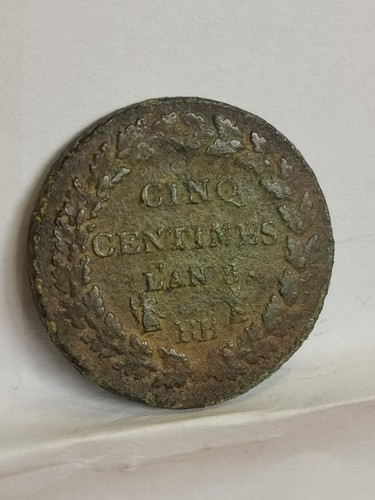 CINQ
CENTIMES
L'AN 8.
BB